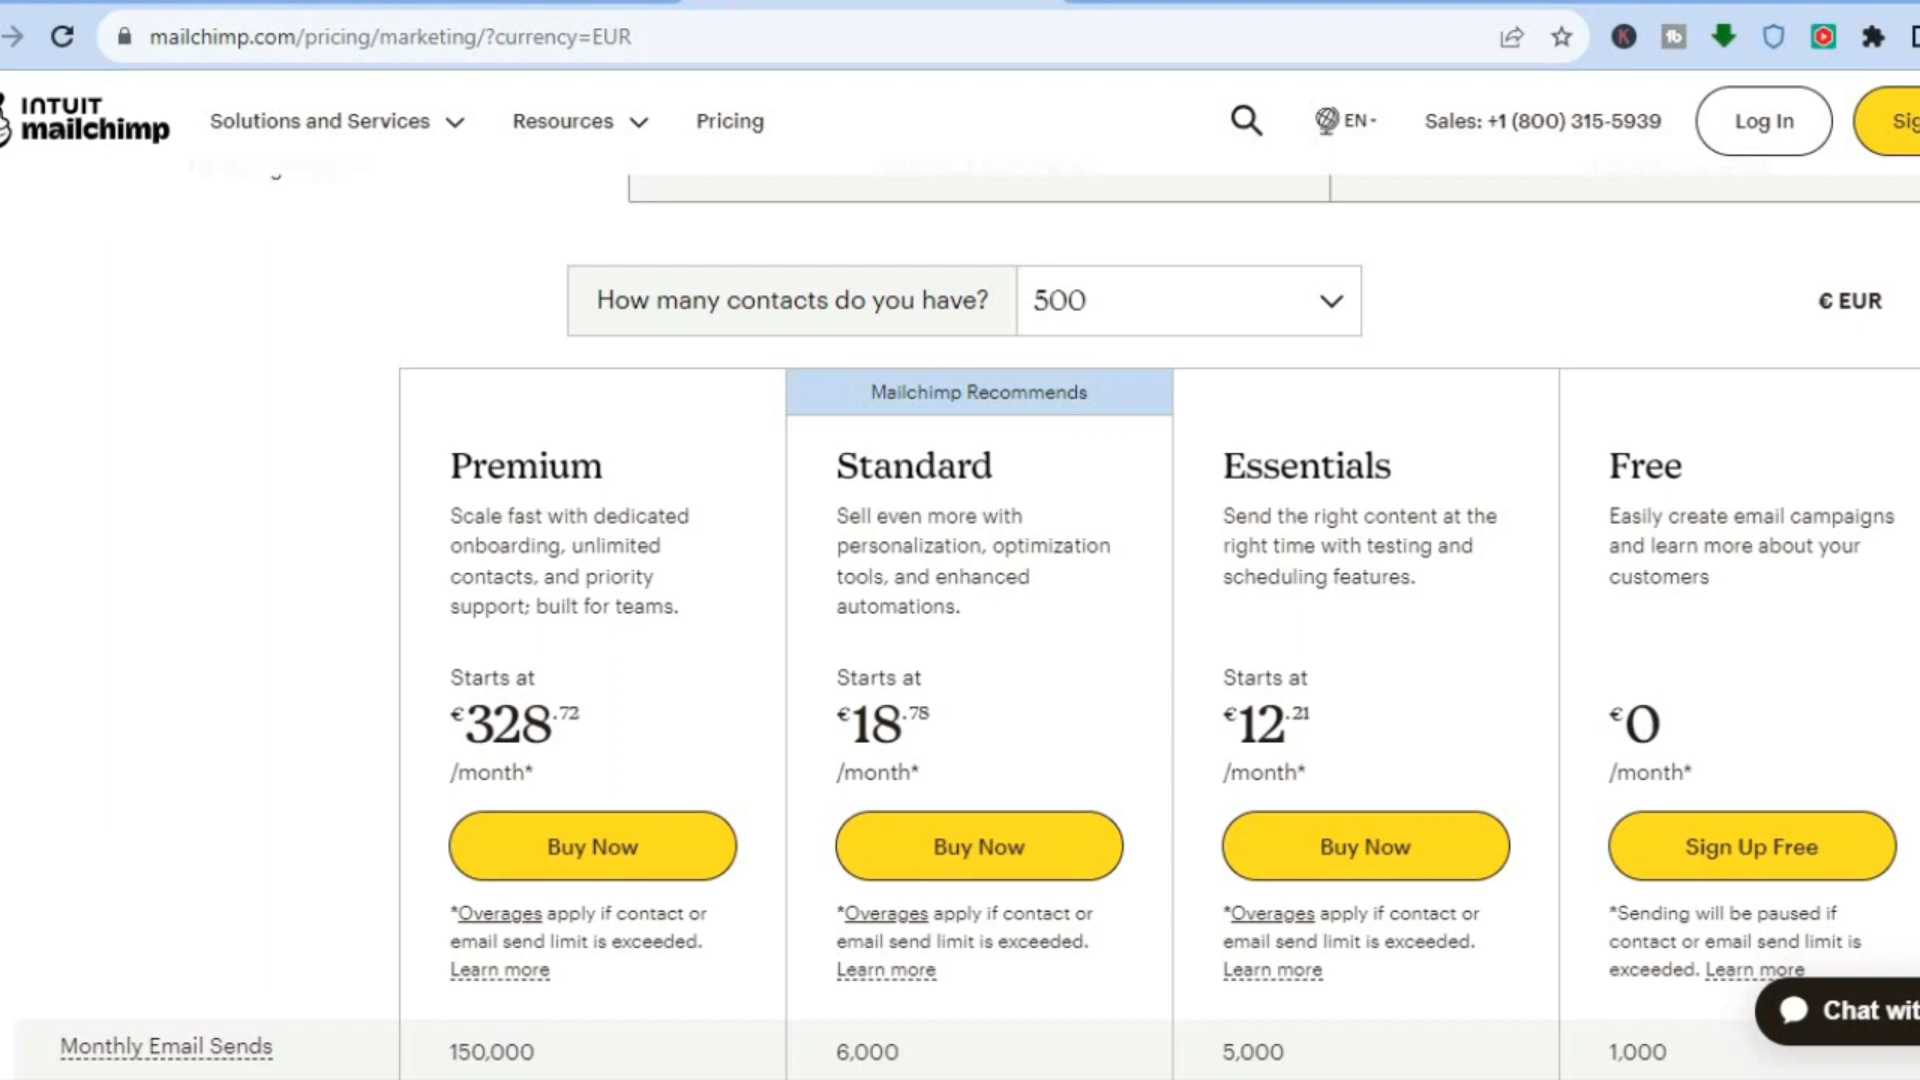 mailchimp.com/pricing/marketing/?currency=EUR
INTUIT
mailchimp
Solutions and Services
Resources
Pricing
EN
Sales: +1 (800) 315-5939
Log In
How many contacts do you have?
500
€ EUR
Mailchimp Recommends
Premium
Scale fast with dedicated
onboarding, unlimited
contacts, and priority
support; built for teams.
Starts at
€328.72
/month*
Buy Now
*Overages apply if contact or
email send limit is exceeded.
Learn more
Standard
Sell even more with
personalization, optimization
tools, and enhanced
automations.
Starts at
€18.78
/month*
Buy Now
*Overages apply if contact or
email send limit is exceeded.
Learn more
Essentials
Send the right content at the
right time with testing and
scheduling features.
Starts at
€12.21
/month*
Buy Now
*Overages apply if contact or
email send limit is exceeded.
Learn more
Free
Easily create email campaigns
and learn more about your
customers
€0
/month*
Sign Up Free
*Sending will be paused if
contact or email send limit is
exceeded. Learn more
Chat
Monthly Email Sends
150,000
6,000
5,000
1,000